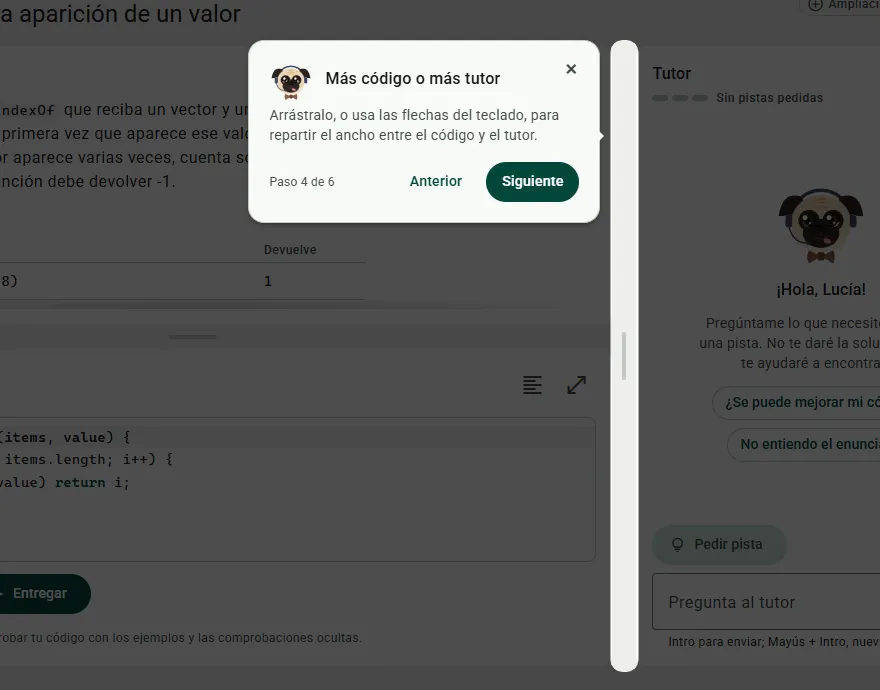 a aparición de un valor
Ampliaci
Más código o más tutor
Arrástralo, o usa las flechas del teclado, para
repartir el ancho entre el código y el tutor.
Paso 4 de 6
Anterior
Siguiente
ndexOf que reciba un vector y un
primera vez que aparece ese valo
or aparece varias veces, cuenta so
nción debe devolver -1.
Devuelve
8)
1
(items, value) {
items.length; i++) {
value) return i;
Entregar
robar tu código con los ejemplos y las comprobaciones ocultas.
Tutor
Sin pistas pedidas
¡Hola, Lucía!
Pregúntame lo que necesite
una pista. No te daré la solu
te ayudaré a encontra
¿Se puede mejorar mi có
No entiendo el enuncia
Pedir pista
Pregunta al tutor
Intro para enviar; Mayús + Intro, nuev